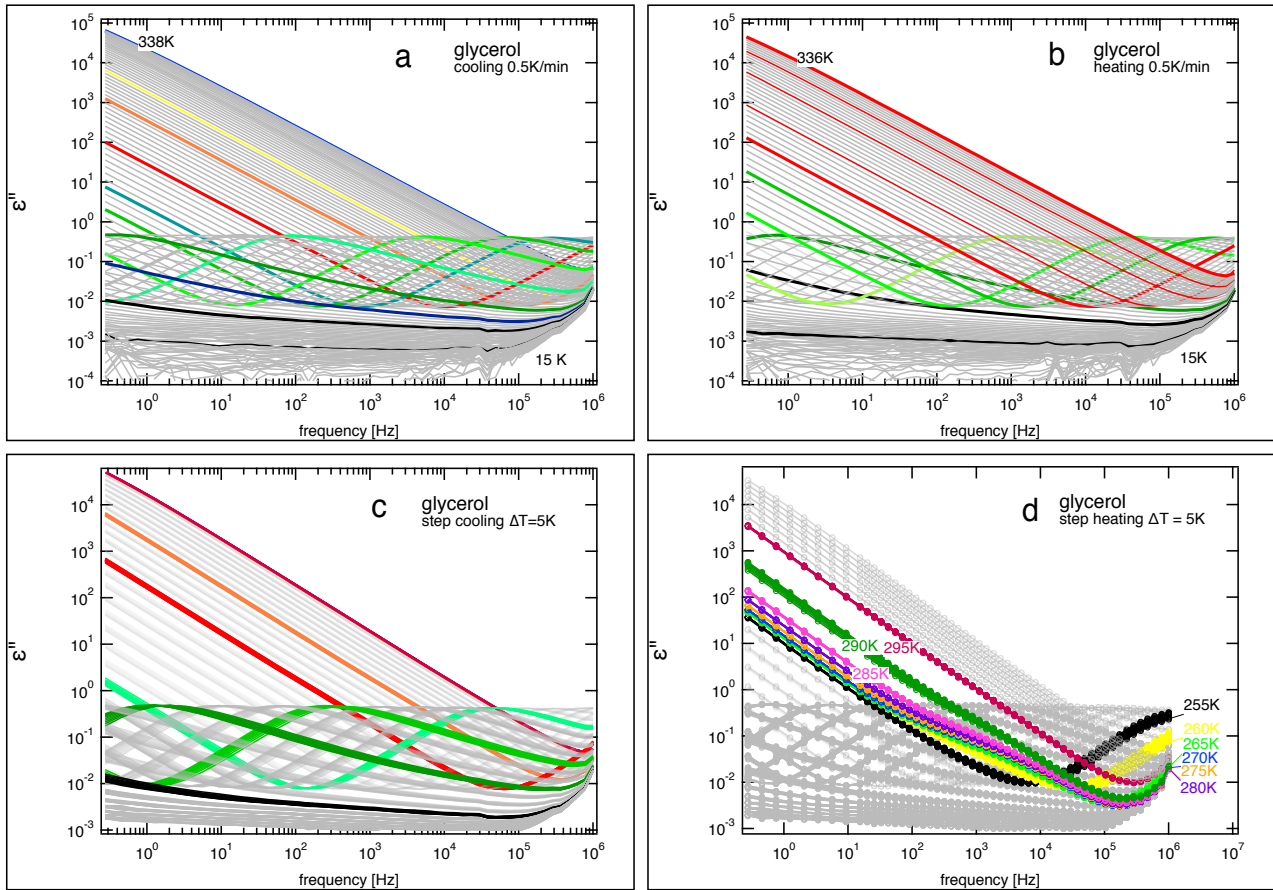 a
glycerol
cooling 0.5K/min
338K
15 K
ε''
10^5
10^4
10^3
10^2
10^1
10^0
10^-1
10^-2
10^-3
10^-4
10^0 10^1 10^2 10^3 10^4 10^5 10^6
frequency [Hz]
b
glycerol
heating 0.5K/min
336K
15K
ε''
10^5
10^4
10^3
10^2
10^1
10^0
10^-1
10^-2
10^-3
10^-4
10^0 10^1 10^2 10^3 10^4 10^5 10^6
frequency [Hz]
c
glycerol
step cooling ΔT=5K
ε''
10^4
10^3
10^2
10^1
10^0
10^-1
10^-2
10^-3
10^0 10^1 10^2 10^3 10^4 10^5 10^6
frequency [Hz]
d
glycerol
step heating ΔT = 5K
290K 295K
285K
255K
260K
265K
270K
275K
280K
ε''
10^4
10^3
10^2
10^1
10^0
10^-1
10^-2
10^-3
10^0 10^1 10^2 10^3 10^4 10^5 10^6 10^7
frequency [Hz]